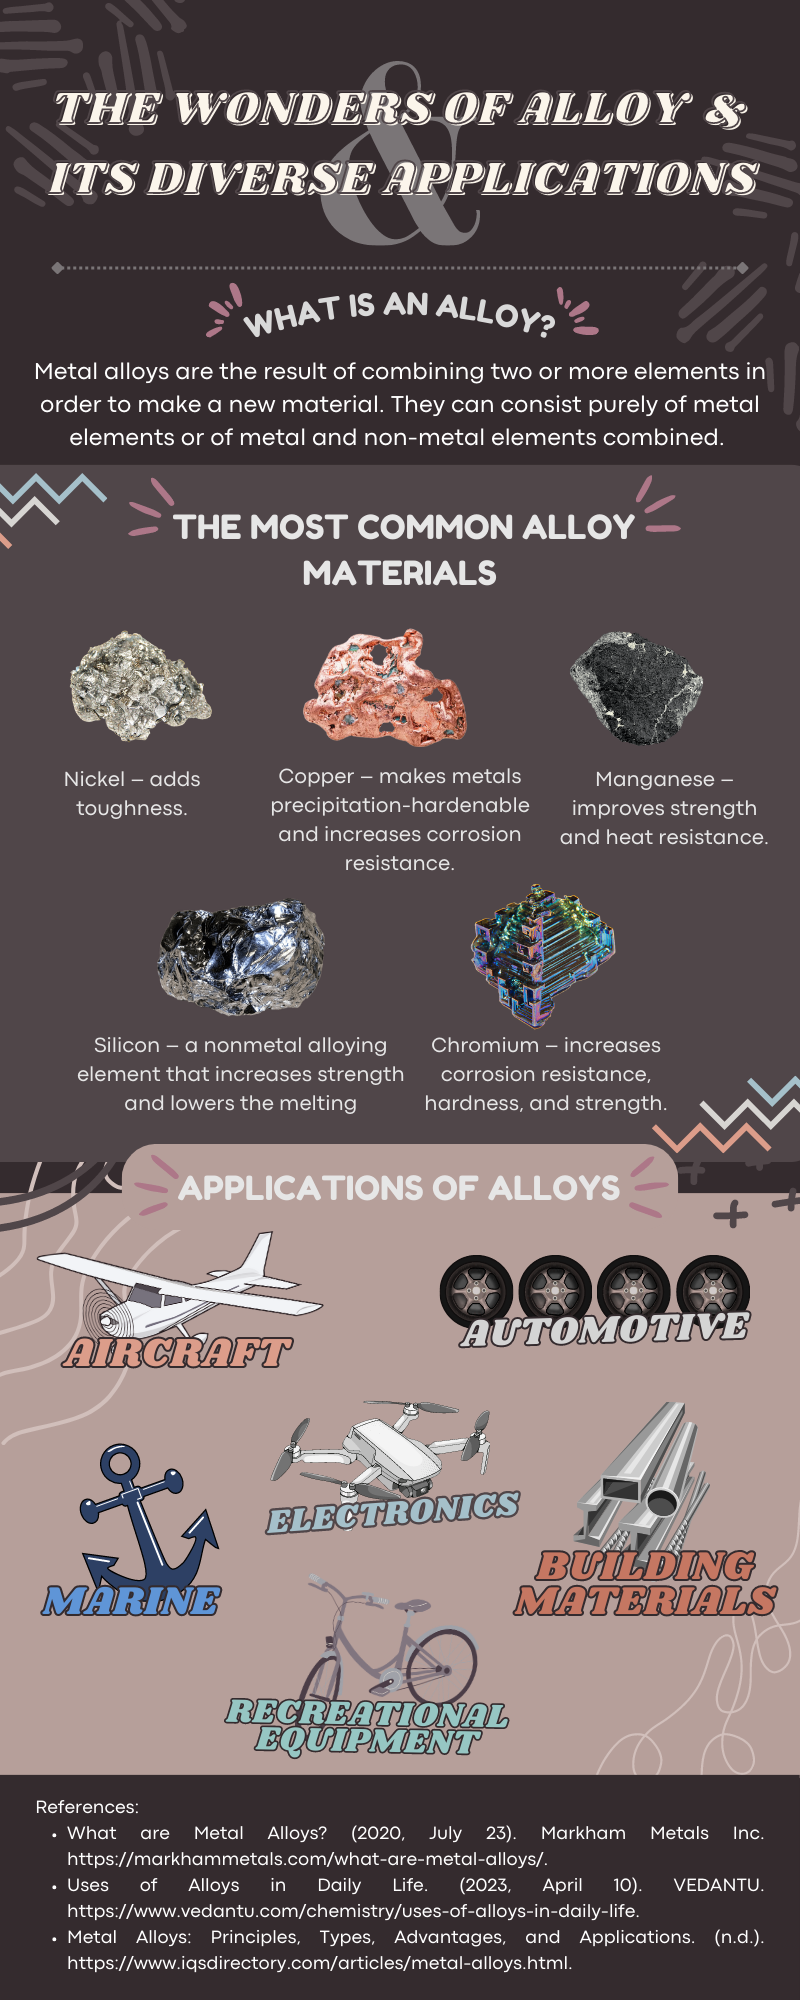 THE WONDERS OF ALLOY &
ITS DIVERSE APPLICATIONS
&
WHAT IS AN ALLOY?
Metal alloys are the result of combining two or more elements in
order to make a new material. They can consist purely of metal
elements or of metal and non-metal elements combined.
THE MOST COMMON ALLOY
MATERIALS
Nickel – adds
toughness.
Copper – makes metals
precipitation-hardenable
and increases corrosion
resistance.
Manganese –
improves strength
and heat resistance.
Silicon – a nonmetal alloying
element that increases strength
and lowers the melting
Chromium – increases
corrosion resistance,
hardness, and strength.
APPLICATIONS OF ALLOYS
AIRCRAFT
AUTOMOTIVE
ELECTRONICS
MARINE
BUILDING
MATERIALS
RECREATIONAL
EQUIPMENT
References:
• What are Metal Alloys? (2020, July 23). Markham Metals Inc.
https://markhammetals.com/what-are-metal-alloys/.
• Uses of Alloys in Daily Life. (2023, April 10). VEDANTU.
https://www.vedantu.com/chemistry/uses-of-alloys-in-daily-life.
• Metal Alloys: Principles, Types, Advantages, and Applications. (n.d.).
https://www.iqsdirectory.com/articles/metal-alloys.html.